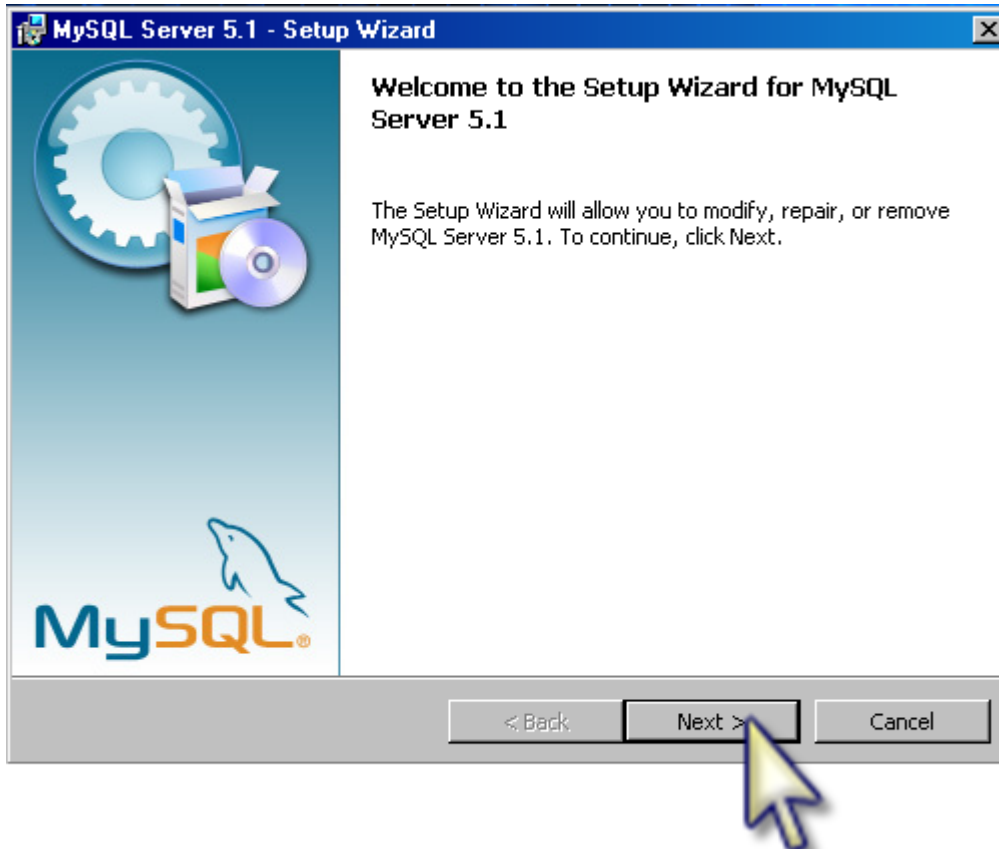 MySQL Server 5.1 - Setup Wizard
Welcome to the Setup Wizard for MySQL
Server 5.1
The Setup Wizard will allow you to modify, repair, or remove
MySQL Server 5.1. To continue, click Next.
MySQL®
< Back
Next >
Cancel